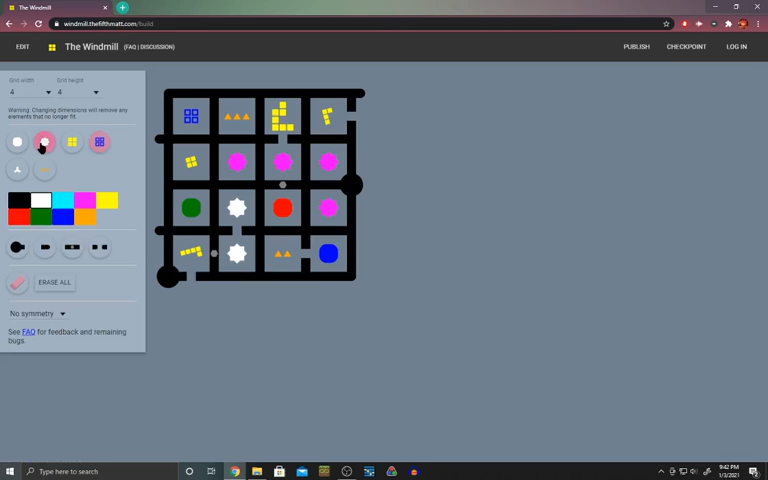 The Windmill
windmill.thefifthmatt.com/build
EDIT
The Windmill
(FAQ | DISCUSSION)
PUBLISH
CHECKPOINT
LOG IN
Grid width
Grid height
4
4
Warning: Changing dimensions will remove any
elements that no longer fit.
ERASE ALL
No symmetry
See FAQ for feedback and remaining
bugs.
Type here to search
9:42 PM
1/3/2021